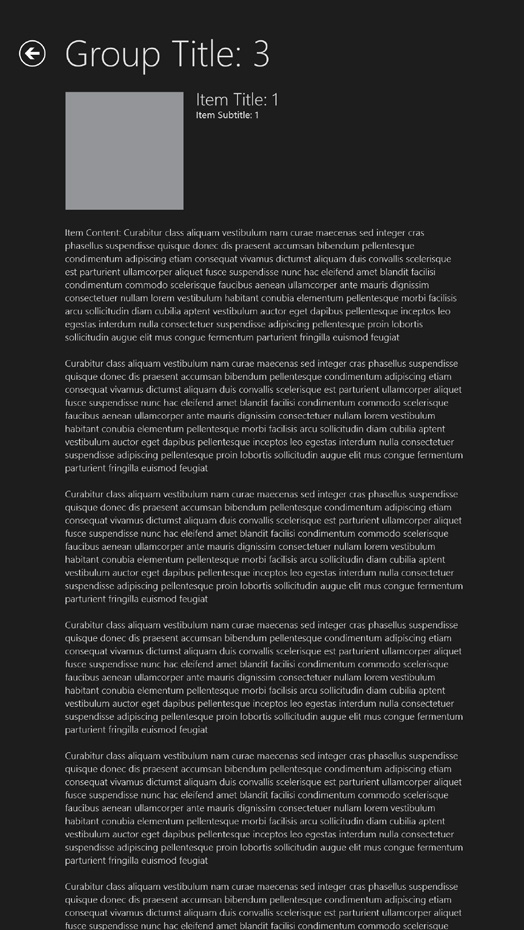 Group Title: 3
Item Title: 1
Item Subtitle: 1
Item Content: Curabitur class aliquam vestibulum nam curae maecenas sed integer cras
phasellus suspendisse quisque donec dis praesent accumsan bibendum pellentesque
condimentum adipiscing etiam consequat vivamus dictumst aliquam duis convallis scelerisque
est parturient ullamcorper aliquet fusce suspendisse nunc hac eleifend amet blandit facilisi
condimentum commodo scelerisque faucibus aenean ullamcorper ante mauris dignissim
consectetuer nullam lorem vestibulum habitant conubia elementum pellentesque morbi facilisis
arcu sollicitudin diam cubilia aptent vestibulum auctor eget dapibus pellentesque inceptos leo
egestas interdum nulla consectetuer suspendisse adipiscing pellentesque proin lobortis
sollicitudin augue elit mus congue fermentum parturient fringilla euismod feugiat
Curabitur class aliquam vestibulum nam curae maecenas sed integer cras phasellus suspendisse
quisque donec dis praesent accumsan bibendum pellentesque condimentum adipiscing etiam
consequat vivamus dictumst aliquam duis convallis scelerisque est parturient ullamcorper aliquet
fusce suspendisse nunc hac eleifend amet blandit facilisi condimentum commodo scelerisque
faucibus aenean ullamcorper ante mauris dignissim consectetuer nullam lorem vestibulum
habitant conubia elementum pellentesque morbi facilisis arcu sollicitudin diam cubilia aptent
vestibulum auctor eget dapibus pellentesque inceptos leo egestas interdum nulla consectetuer
suspendisse adipiscing pellentesque proin lobortis sollicitudin augue elit mus congue fermentum
parturient fringilla euismod feugiat
Curabitur class aliquam vestibulum nam curae maecenas sed integer cras phasellus suspendisse
quisque donec dis praesent accumsan bibendum pellentesque condimentum adipiscing etiam
consequat vivamus dictumst aliquam duis convallis scelerisque est parturient ullamcorper aliquet
fusce suspendisse nunc hac eleifend amet blandit facilisi condimentum commodo scelerisque
faucibus aenean ullamcorper ante mauris dignissim consectetuer nullam lorem vestibulum
habitant conubia elementum pellentesque morbi facilisis arcu sollicitudin diam cubilia aptent
vestibulum auctor eget dapibus pellentesque inceptos leo egestas interdum nulla consectetuer
suspendisse adipiscing pellentesque proin lobortis sollicitudin augue elit mus congue fermentum
parturient fringilla euismod feugiat
Curabitur class aliquam vestibulum nam curae maecenas sed integer cras phasellus suspendisse
quisque donec dis praesent accumsan bibendum pellentesque condimentum adipiscing etiam
consequat vivamus dictumst aliquam duis convallis scelerisque est parturient ullamcorper aliquet
fusce suspendisse nunc hac eleifend amet blandit facilisi condimentum commodo scelerisque
faucibus aenean ullamcorper ante mauris dignissim consectetuer nullam lorem vestibulum
habitant conubia elementum pellentesque morbi facilisis arcu sollicitudin diam cubilia aptent
vestibulum auctor eget dapibus pellentesque inceptos leo egestas interdum nulla consectetuer
suspendisse adipiscing pellentesque proin lobortis sollicitudin augue elit mus congue fermentum
parturient fringilla euismod feugiat
Curabitur class aliquam vestibulum nam curae maecenas sed integer cras phasellus suspendisse
quisque donec dis praesent accumsan bibendum pellentesque condimentum adipiscing etiam
consequat vivamus dictumst aliquam duis convallis scelerisque est parturient ullamcorper aliquet
fusce suspendisse nunc hac eleifend amet blandit facilisi condimentum commodo scelerisque
faucibus aenean ullamcorper ante mauris dignissim consectetuer nullam lorem vestibulum
habitant conubia elementum pellentesque morbi facilisis arcu sollicitudin diam cubilia aptent
vestibulum auctor eget dapibus pellentesque inceptos leo egestas interdum nulla consectetuer
suspendisse adipiscing pellentesque proin lobortis sollicitudin augue elit mus congue fermentum
parturient fringilla euismod feugiat
Curabitur class aliquam vestibulum nam curae maecenas sed integer cras phasellus suspendisse
quisque donec dis praesent accumsan bibendum pellentesque condimentum adipiscing etiam
consequat vivamus dictumst aliquam duis convallis scelerisque est parturient ullamcorper aliquet
fusce suspendisse nunc hac eleifend amet blandit facilisi condimentum commodo scelerisque